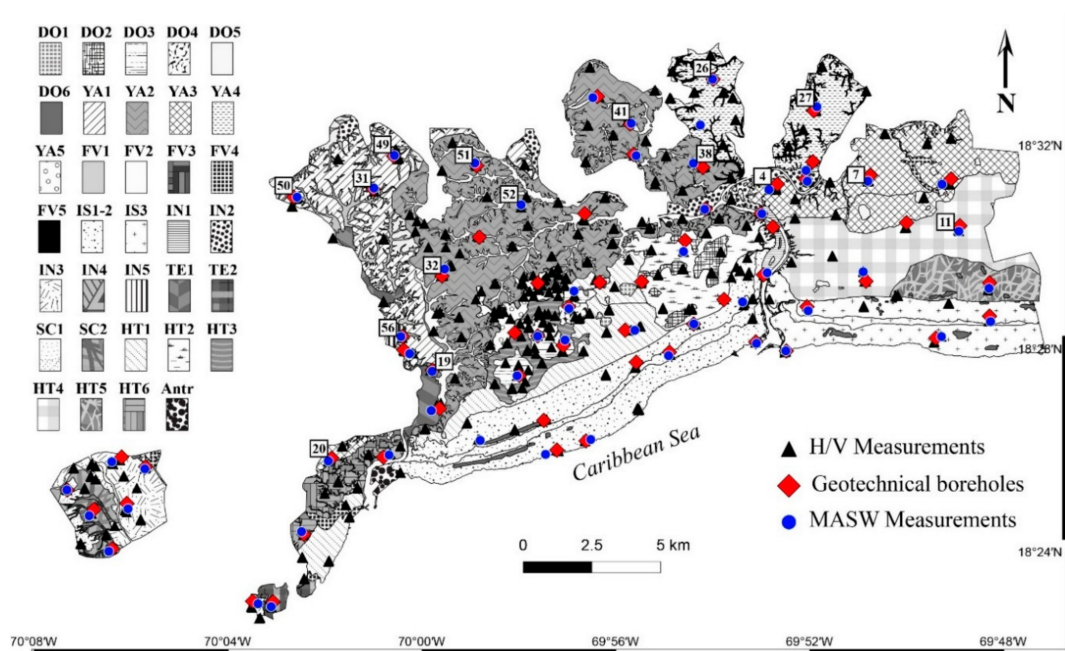 DO1 DO2 DO3 DO4 DO5
DO6 YA1 YA2 YA3 YA4
YA5 FV1 FV2 FV3 FV4
FV5 IS1-2 IS3 IN1 IN2
IN3 IN4 IN5 TE1 TE2
SC1 SC2 HT1 HT2 HT3
HT4 HT5 HT6 Antr
N
26
27
41
49
51
38
4
7
50
31
52
11
32
56
19
20
18°32'N
18°28'N
18°24'N
Caribbean Sea
H/V Measurements
Geotechnical boreholes
MASW Measurements
0 2.5 5 km
70°08'W 70°04'W 70°00'W 69°56'W 69°52'W 69°48'W